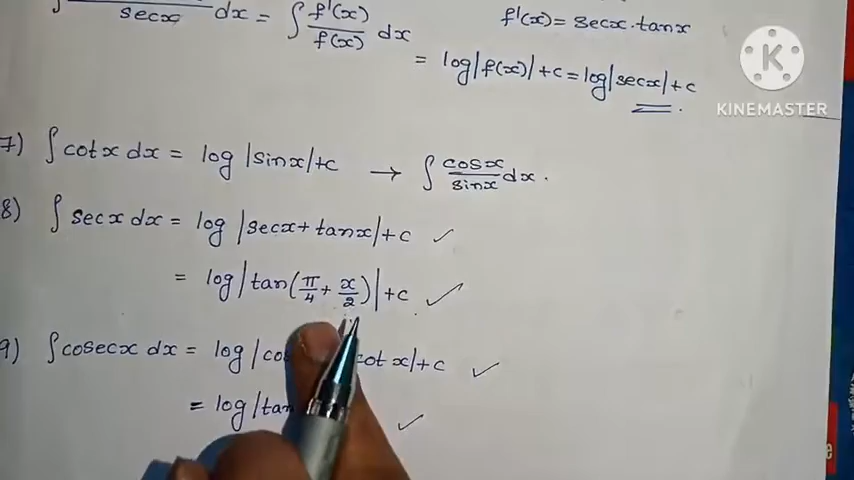 ∫ secx dx = ∫ f'(x)/f(x) dx
f'(x) = secx·tanx
= log|f(x)| + c = log|secx| + c
KINEMASTER
7) ∫ cotx dx = log |sinx| + c → ∫ cosx/sinx dx.
8) ∫ secx dx = log |secx + tanx| + c ✓
= log |tan(π/4 + x/2)| + c ✓
9) ∫ cosecx dx = log |co cot x| + c ✓
= log |tan ✓